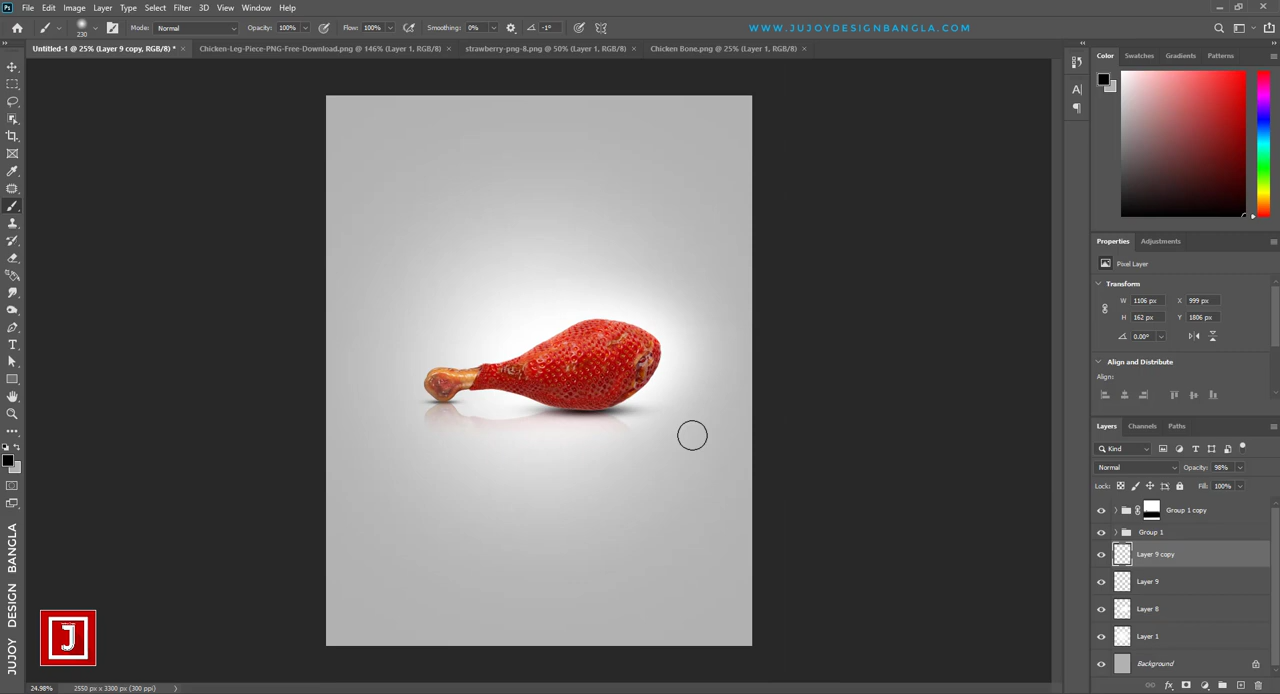 Ps File Edit Image Layer Type Select Filter 3D View Window Help
230 Mode: Normal Opacity: 100% Flow: 100% Smoothing: 0% -1° WWW.JUJOYDESIGNBANGLA.COM
Untitled-1 @ 25% (Layer 9 copy, RGB/8) * × Chicken-Leg-Piece-PNG-Free-Download.png @ 146% (Layer 1, RGB/8) × strawberry-png-8.png @ 50% (Layer 1, RGB/8) × Chicken Bone.png @ 25% (Layer 1, RGB/8) ×
Color Swatches Gradients Patterns
Properties Adjustments
Pixel Layer
Transform
W 1106 px X 999 px
H 162 px Y 1806 px
0.00°
Align and Distribute
Align:
Layers Channels Paths
Kind
Normal Opacity: 98%
Lock: Fill: 100%
Group 1 copy
Group 1
Layer 9 copy
Layer 9
Layer 8
Layer 1
Background
JUJOY DESIGN BANGLA
J
24.98% 2550 px x 3300 px (300 ppi)